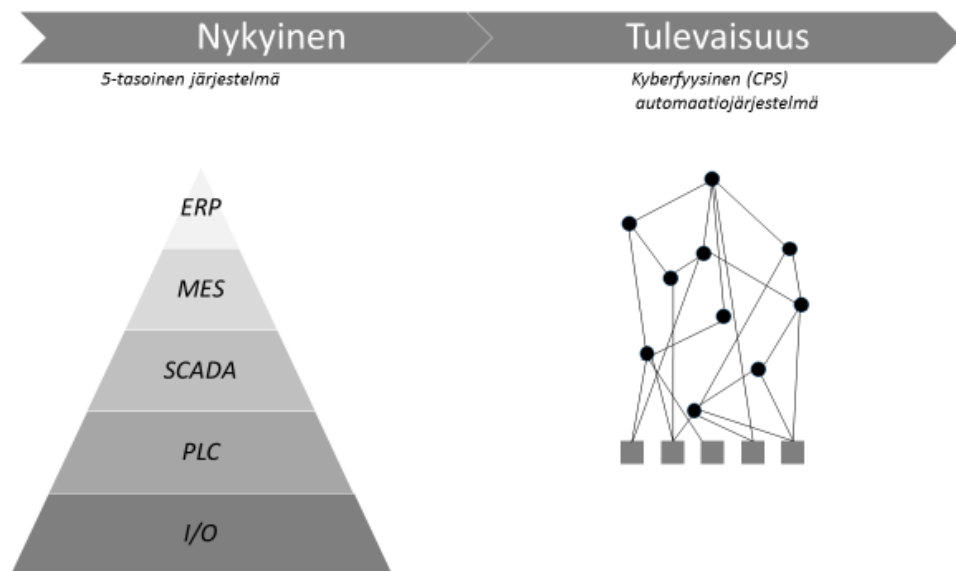 Nykyinen
Tulevaisuus
5-tasoinen järjestelmä
Kyberfyysinen (CPS)
automaatiojärjestelmä
ERP
MES
SCADA
PLC
I/O